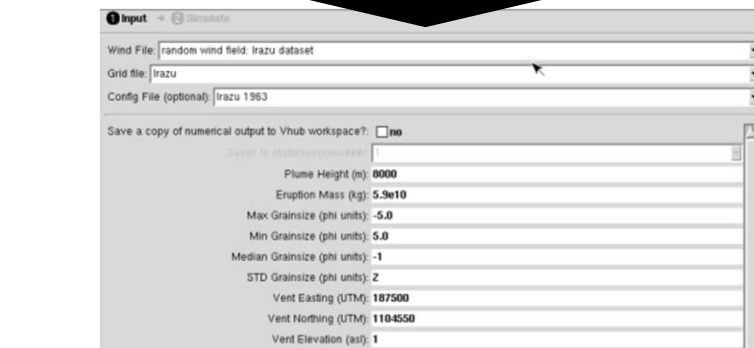 1 Input → 2 Simulate
Wind File: random wind field: Irazu dataset
Grid file: Irazu
Config File (optional): Irazu 1963
Save a copy of numerical output to Vhub workspace?: no
1
Plume Height (m): 8000
Eruption Mass (kg): 5.9e10
Max Grainsize (phi units): -5.0
Min Grainsize (phi units): 5.0
Median Grainsize (phi units): -1
STD Grainsize (phi units): 2
Vent Easting (UTM): 187500
Vent Northing (UTM): 1104550
Vent Elevation (asl): 1